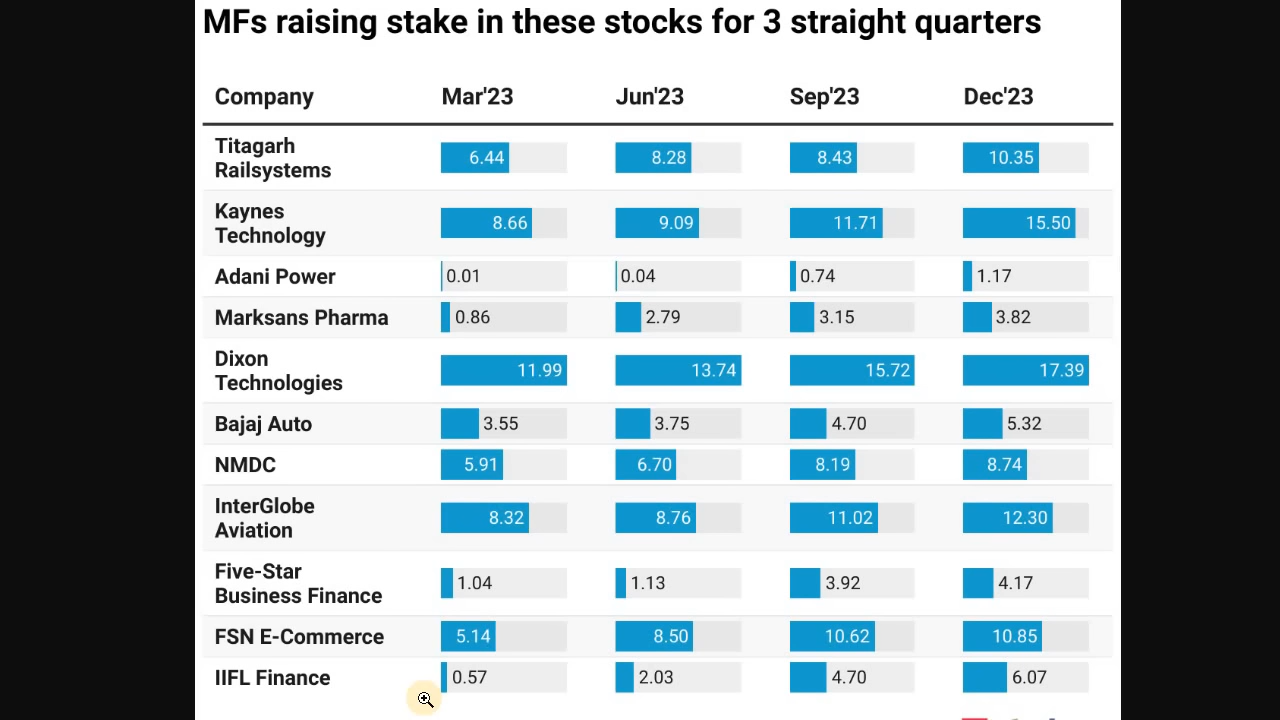 MFs raising stake in these stocks for 3 straight quarters
Company Mar'23 Jun'23 Sep'23 Dec'23
Titagarh
Railsystems 6.44 8.28 8.43 10.35
Kaynes
Technology 8.66 9.09 11.71 15.50
Adani Power 0.01 0.04 0.74 1.17
Marksans Pharma 0.86 2.79 3.15 3.82
Dixon
Technologies 11.99 13.74 15.72 17.39
Bajaj Auto 3.55 3.75 4.70 5.32
NMDC 5.91 6.70 8.19 8.74
InterGlobe
Aviation 8.32 8.76 11.02 12.30
Five-Star
Business Finance 1.04 1.13 3.92 4.17
FSN E-Commerce 5.14 8.50 10.62 10.85
IIFL Finance 0.57 2.03 4.70 6.07